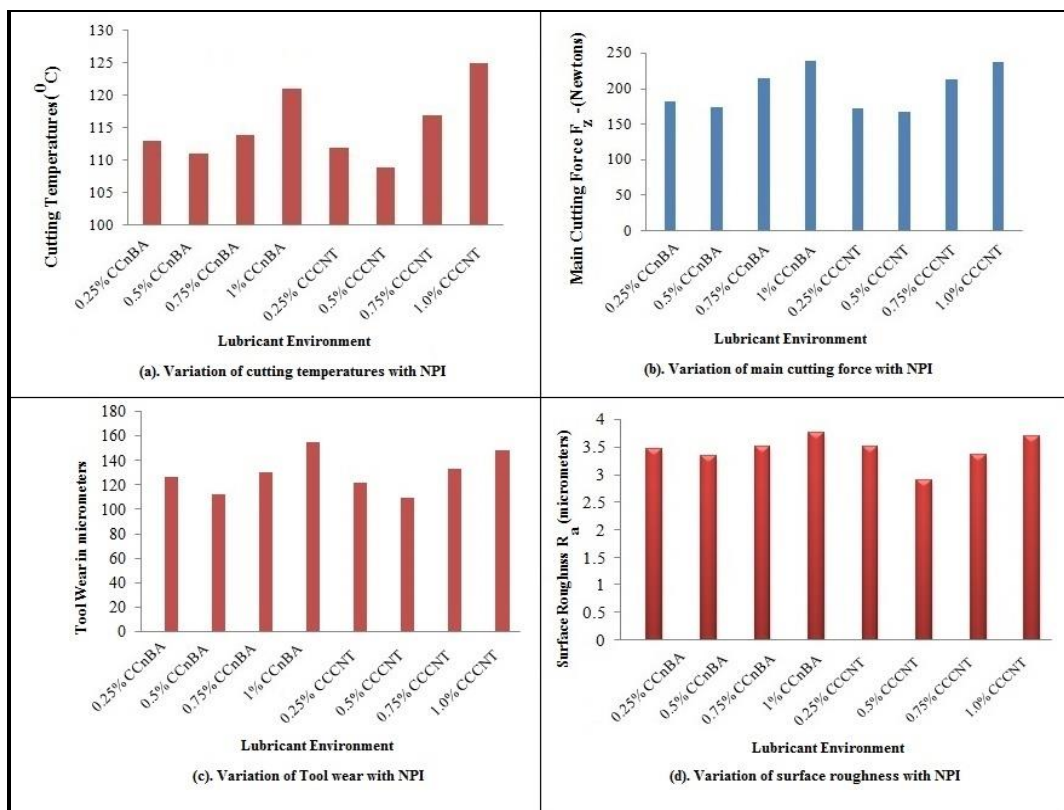 Cutting Temperatures(⁰C)
130
125
120
115
110
105
100
0.25% CCnBA
0.5% CCnBA
0.75% CCnBA
1% CCnBA
0.25% CCCNT
0.5% CCCNT
0.75% CCCNT
1.0% CCCNT
Lubricant Environment
(a). Variation of cutting temperatures with NPI
Main Cutting Force F_z -(Newtons)
250
200
150
100
50
0
0.25% CCnBA
0.5% CCnBA
0.75% CCnBA
1% CCnBA
0.25% CCCNT
0.5% CCCNT
0.75% CCCNT
1.0% CCCNT
Lubricant Environment
(b). Variation of main cutting force with NPI
Tool Wear in micrometers
180
160
140
120
100
80
60
40
20
0
0.25% CCnBA
0.5% CCnBA
0.75% CCnBA
1% CCnBA
0.25% CCCNT
0.5% CCCNT
0.75% CCCNT
1.0% CCCNT
Lubricant Environment
(c). Variation of Tool wear with NPI
Surface Roughnss R_a (micrometers)
4
3.5
3
2.5
2
1.5
1
0.5
0
0.25% CCnBA
0.5% CCnBA
0.75% CCnBA
1% CCnBA
0.25% CCCNT
0.5% CCCNT
0.75% CCCNT
1.0% CCCNT
Lubricant Environment
(d). Variation of surface roughness with NPI